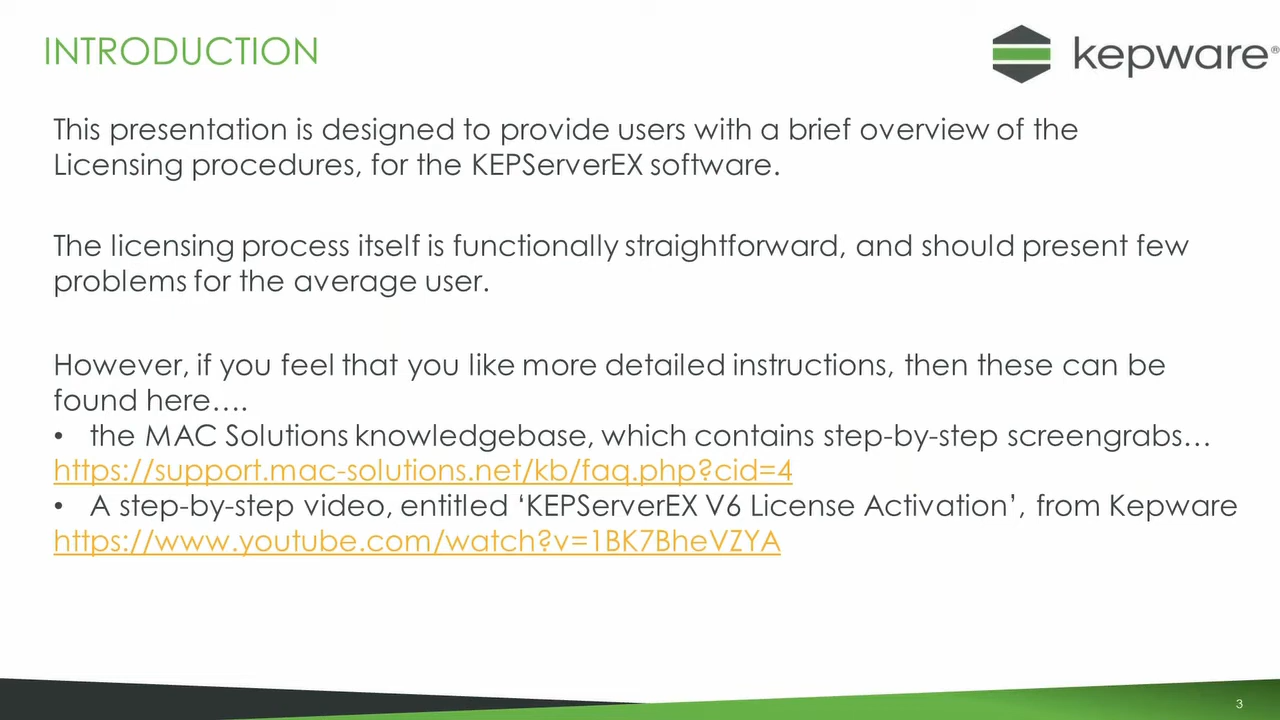 INTRODUCTION
kepware®
This presentation is designed to provide users with a brief overview of the
Licensing procedures, for the KEPServerEX software.
The licensing process itself is functionally straightforward, and should present few
problems for the average user.
However, if you feel that you like more detailed instructions, then these can be
found here….
• the MAC Solutions knowledgebase, which contains step-by-step screengrabs…
https://support.mac-solutions.net/kb/faq.php?cid=4
• A step-by-step video, entitled ‘KEPServerEX V6 License Activation’, from Kepware
https://www.youtube.com/watch?v=1BK7BheVZYA
3